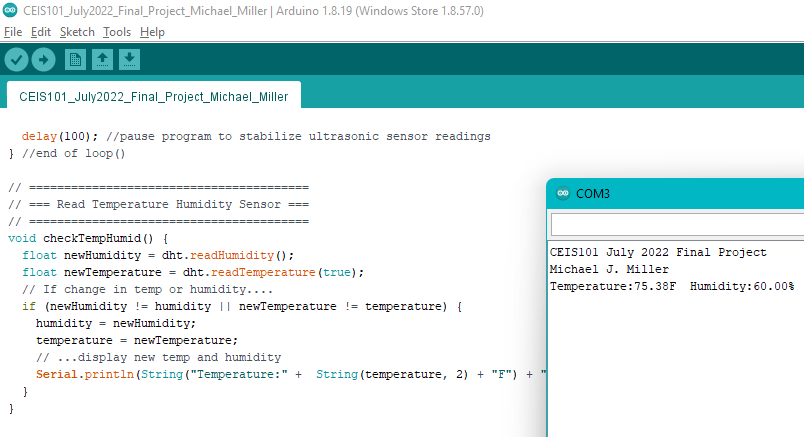 CEIS101_July2022_Final_Project_Michael_Miller | Arduino 1.8.19 (Windows Store 1.8.57.0)
File Edit Sketch Tools Help
CEIS101_July2022_Final_Project_Michael_Miller
delay(100); //pause program to stabilize ultrasonic sensor readings
} //end of loop()
// ========================================
// === Read Temperature Humidity Sensor ===
// ========================================
void checkTempHumid() {
float newHumidity = dht.readHumidity();
float newTemperature = dht.readTemperature(true);
// If change in temp or humidity....
if (newHumidity != humidity || newTemperature != temperature) {
humidity = newHumidity;
temperature = newTemperature;
// ...display new temp and humidity
Serial.println(String("Temperature:" +  String(temperature, 2) + "F") + "
}
}
COM3
CEIS101 July 2022 Final Project
Michael J. Miller
Temperature:75.38F  Humidity:60.00%